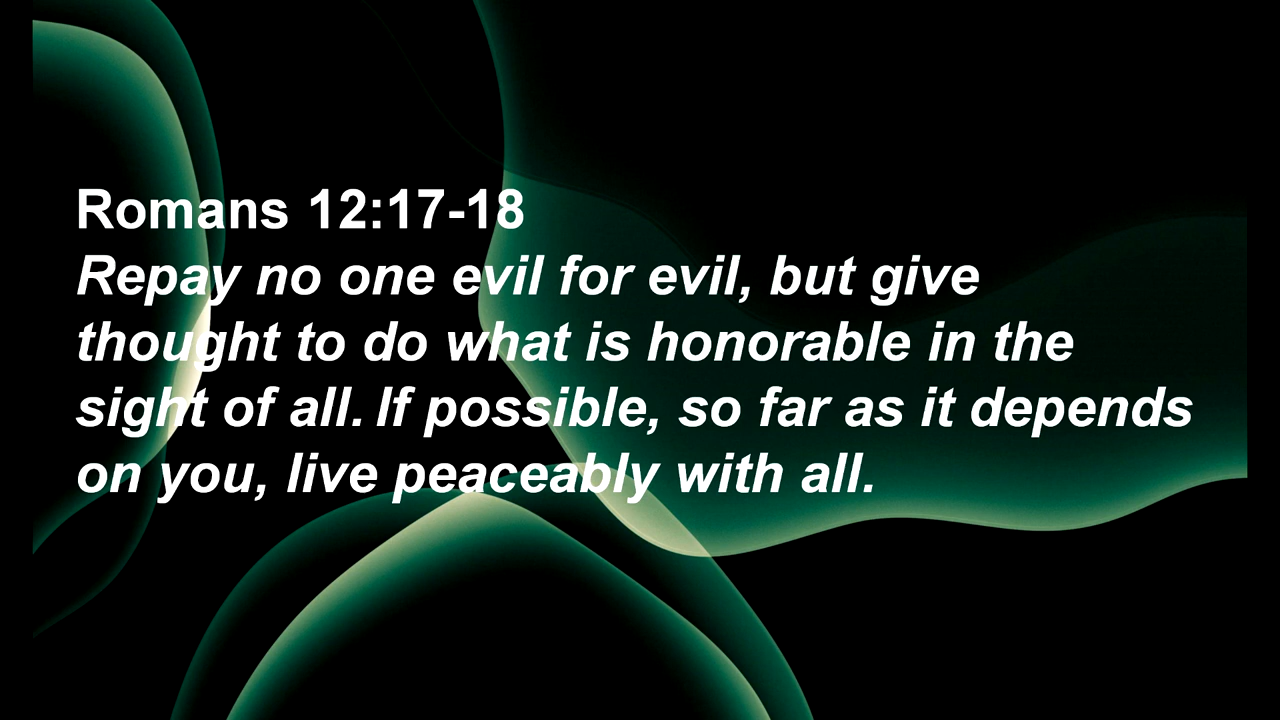 Romans 12:17-18
Repay no one evil for evil, but give
thought to do what is honorable in the
sight of all. If possible, so far as it depends
on you, live peaceably with all.